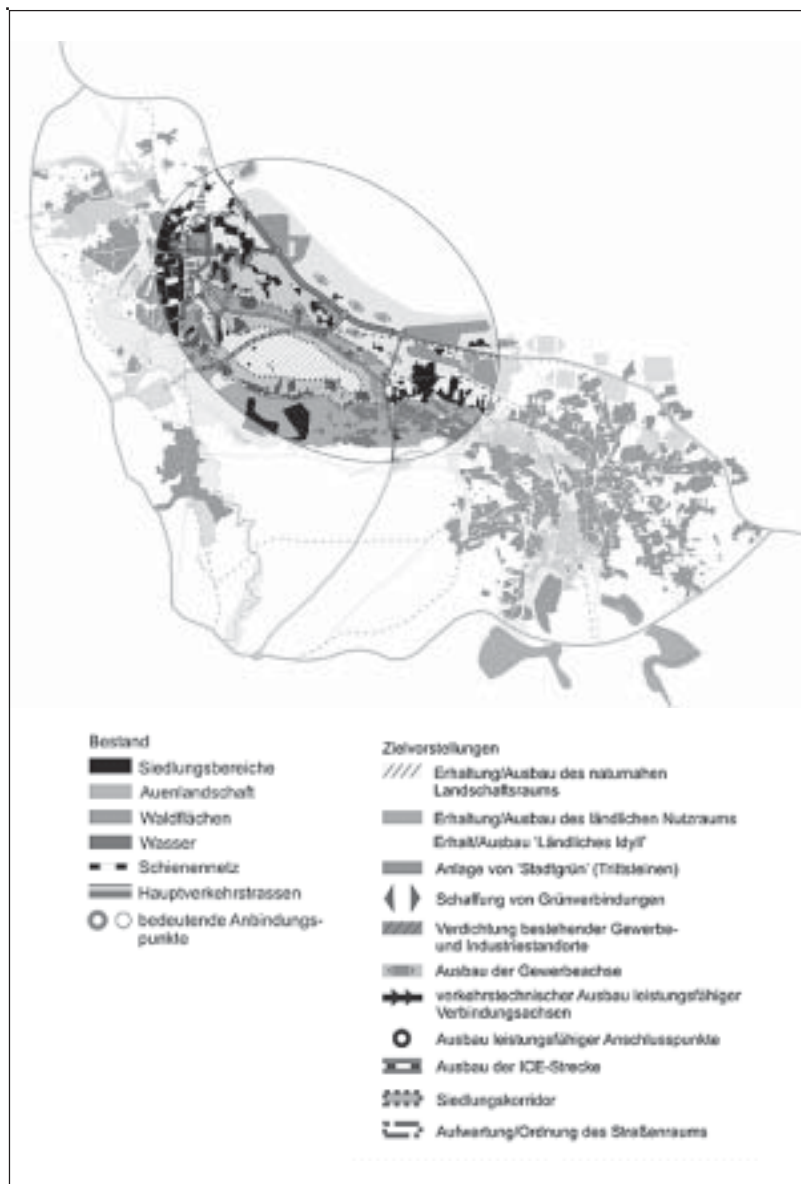 Bestand
Siedlungsbereiche
Auenlandschaft
Waldflächen
Wasser
Schienennetz
Hauptverkehrstrassen
bedeutende Anbindungs-
punkte
Zielvorstellungen
Erhaltung/Ausbau des naturnahen
Landschaftsraums
Erhaltung/Ausbau des ländlichen Nutzraums
Erhalt/Ausbau 'Ländliches Idyll'
Anlage von 'Stadtgrün' (Trittsteinen)
Schaffung von Grünverbindungen
Verdichtung bestehender Gewerbe-
und Industriestandorte
Ausbau der Gewerbeachse
verkehrstechnischer Ausbau leistungsfähiger
Verbindungsachsen
Ausbau leistungsfähiger Anschlusspunkte
Ausbau der ICE-Strecke
Siedlungskorridor
Aufwertung/Ordnung des Straßenraums